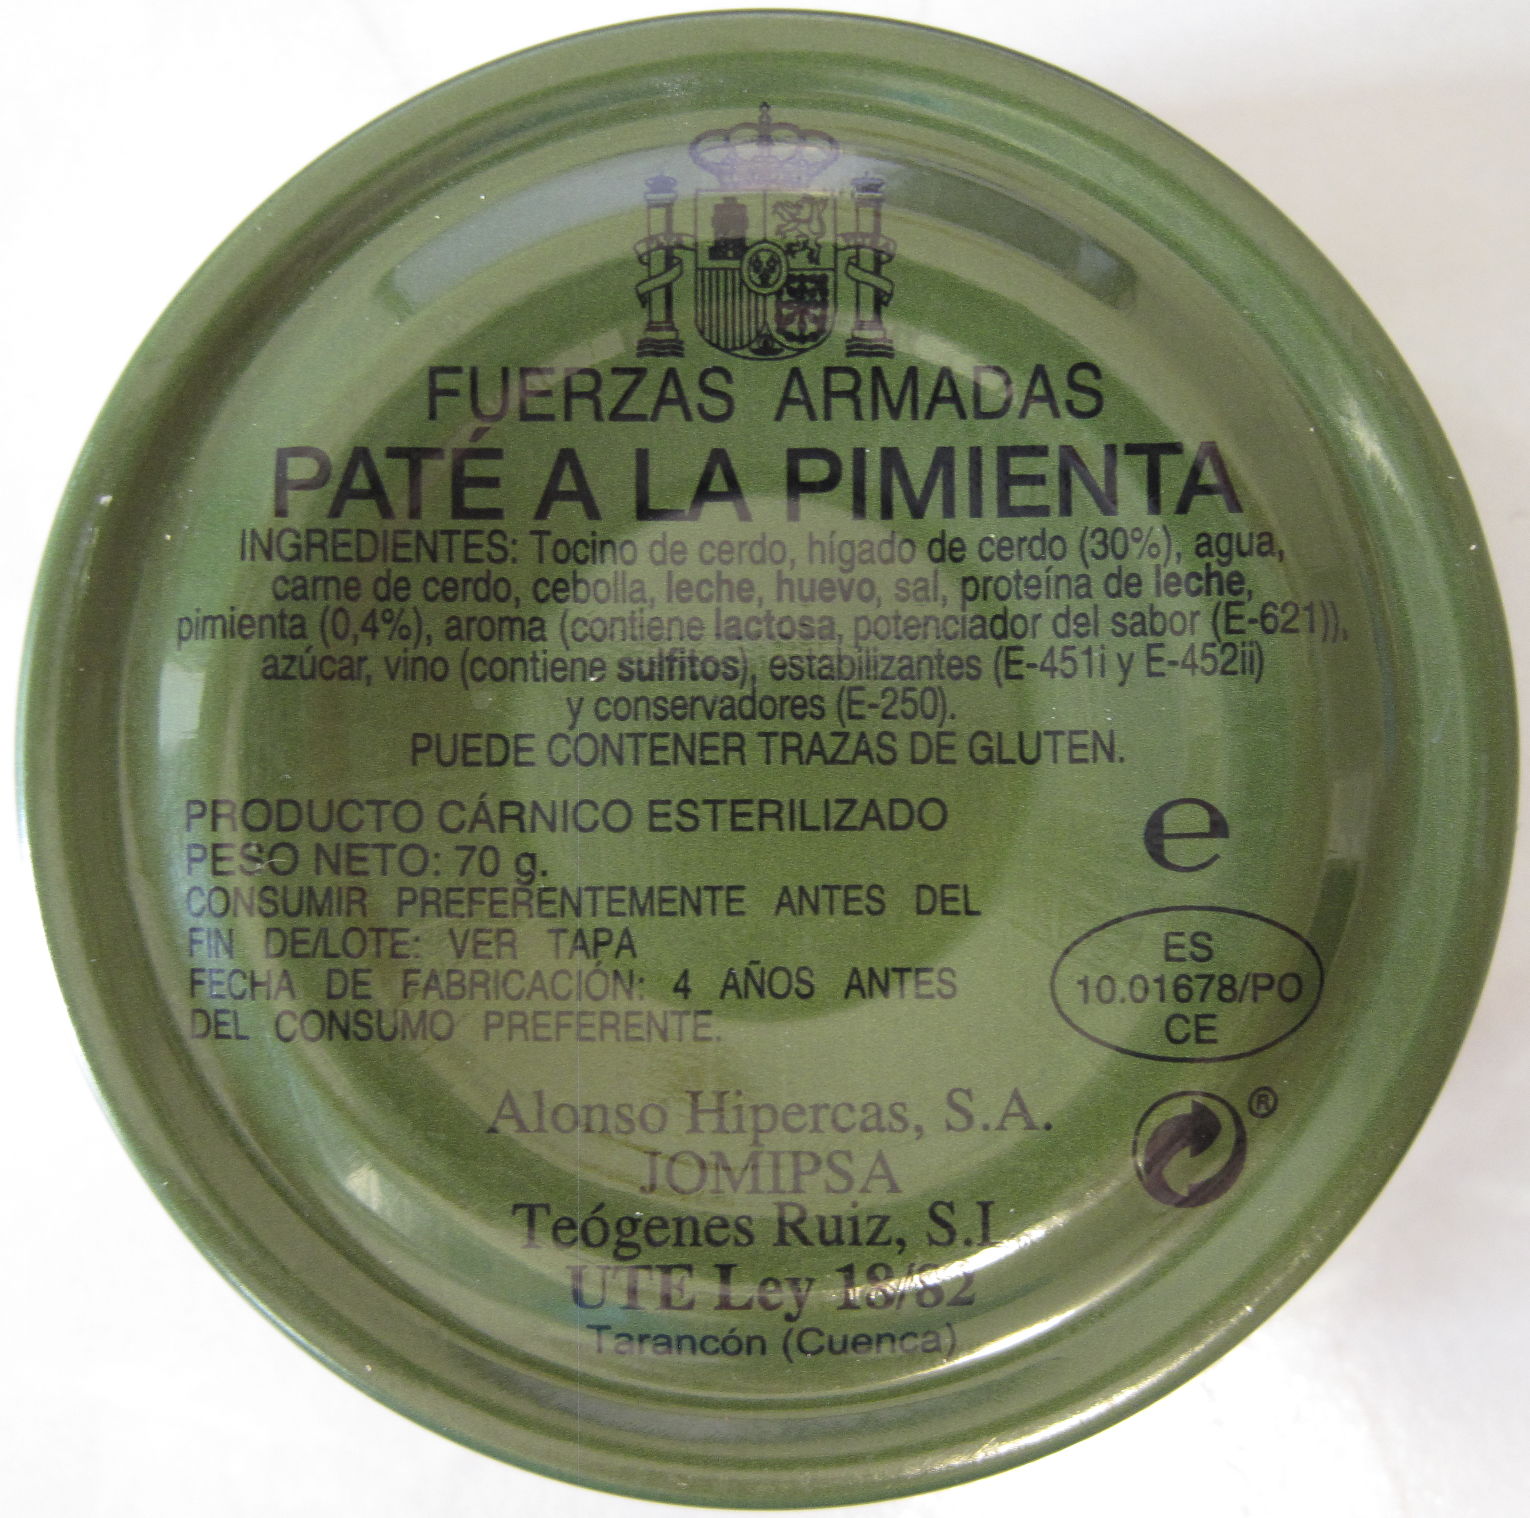 FUERZAS ARMADAS
PATÉ A LA PIMIENTA
INGREDIENTES: Tocino de cerdo, hígado de cerdo (30%), agua,
carne de cerdo, cebolla, leche, huevo, sal, proteína de leche,
pimienta (0,4%), aroma (contiene lactosa, potenciador del sabor (E-621)),
azúcar, vino (contiene sulfitos), estabilizantes (E-451i y E-452ii)
y conservadores (E-250).
PUEDE CONTENER TRAZAS DE GLUTEN.
PRODUCTO CÁRNICO ESTERILIZADO
PESO NETO: 70 g.
CONSUMIR PREFERENTEMENTE ANTES DEL
FIN DE/LOTE: VER TAPA
FECHA DE FABRICACIÓN: 4 AÑOS ANTES
DEL CONSUMO PREFERENTE.
e
ES
10.01678/PO
CE
®
Alonso Hipercas, S.A.
JOMIPSA
Teógenes Ruiz, S.L
UTE Ley 18/82
Tarancón (Cuenca)